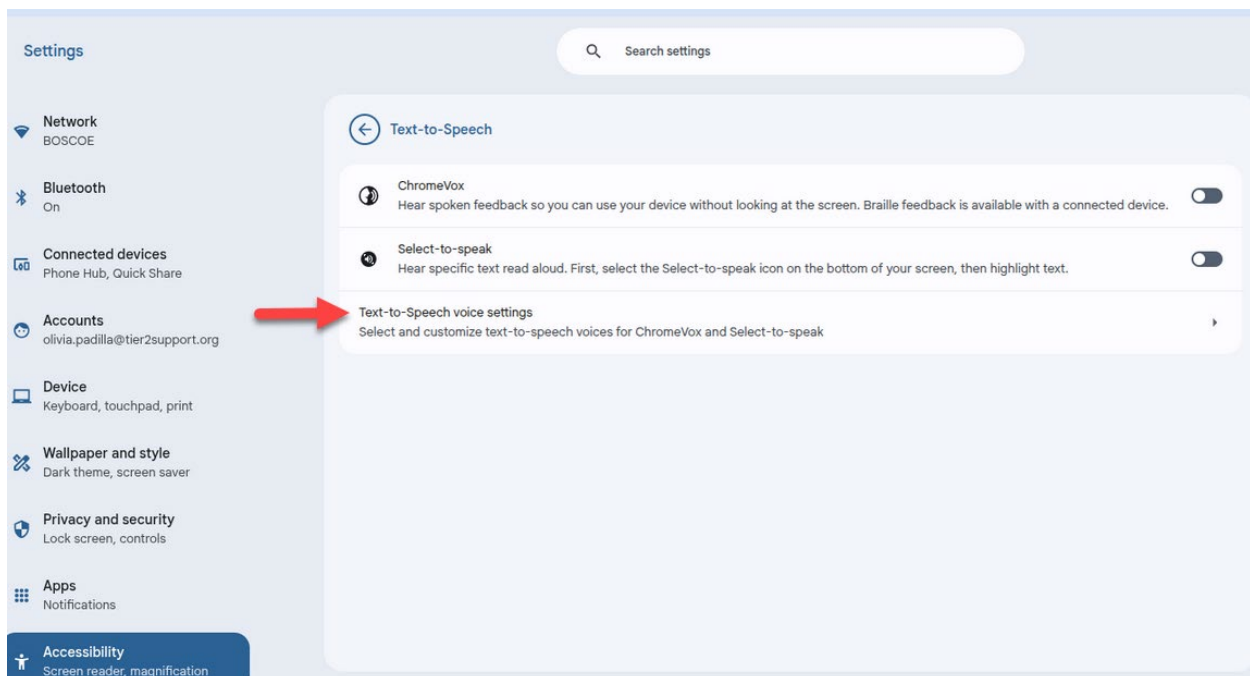 Settings
Search settings
Network
BOSCOE
Bluetooth
On
Connected devices
Phone Hub, Quick Share
Accounts
olivia.padilla@tier2support.org
Device
Keyboard, touchpad, print
Wallpaper and style
Dark theme, screen saver
Privacy and security
Lock screen, controls
Apps
Notifications
Accessibility
Screen reader, magnification
Text-to-Speech
ChromeVox
Hear spoken feedback so you can use your device without looking at the screen. Braille feedback is available with a connected device.
Select-to-speak
Hear specific text read aloud. First, select the Select-to-speak icon on the bottom of your screen, then highlight text.
Text-to-Speech voice settings
Select and customize text-to-speech voices for ChromeVox and Select-to-speak